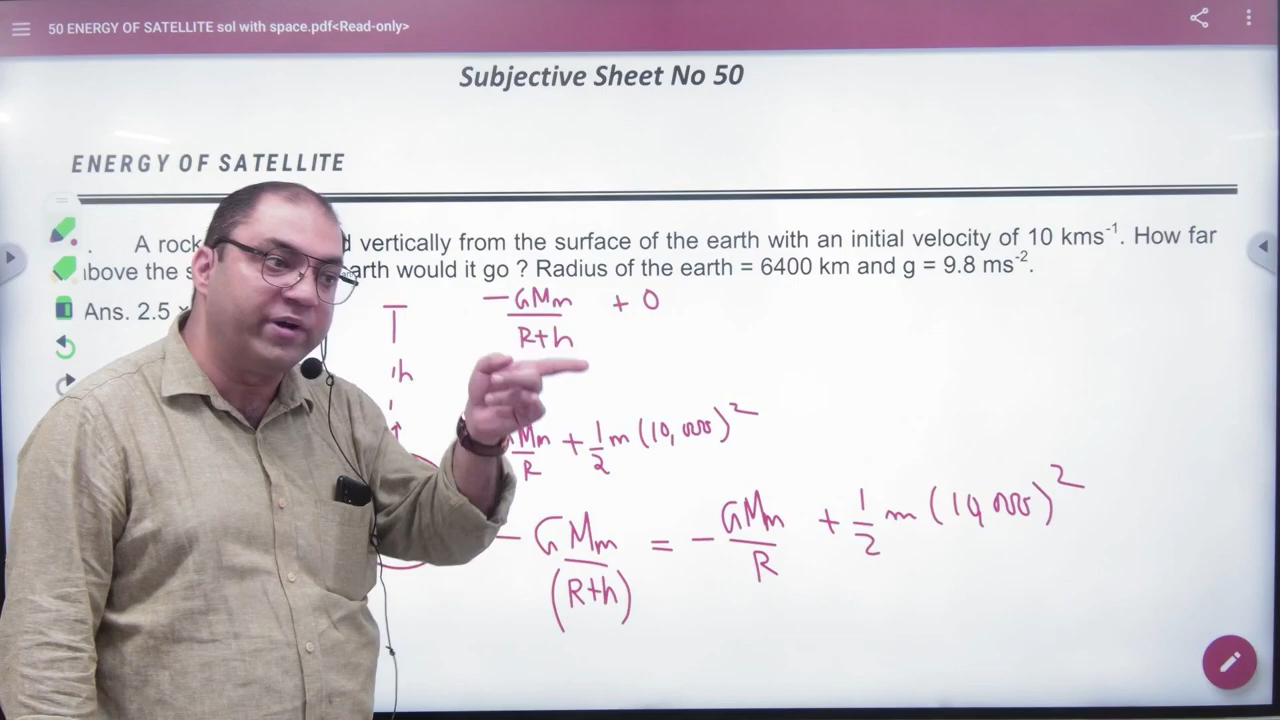 50 ENERGY OF SATELLITE sol with space.pdf<Read-only>
Subjective Sheet No 50
ENERGY OF SATELLITE
. A rock d vertically from the surface of the earth with an initial velocity of 10 kms⁻¹. How far
bove the s arth would it go ? Radius of the earth = 6400 km and g = 9.8 ms⁻².
Ans. 2.5
-GMm/R+h + 0
h
Mm/R + 1/2 m (10,000)²
- GMm/(R+h) = - GMm/R + 1/2 m (10,000)²